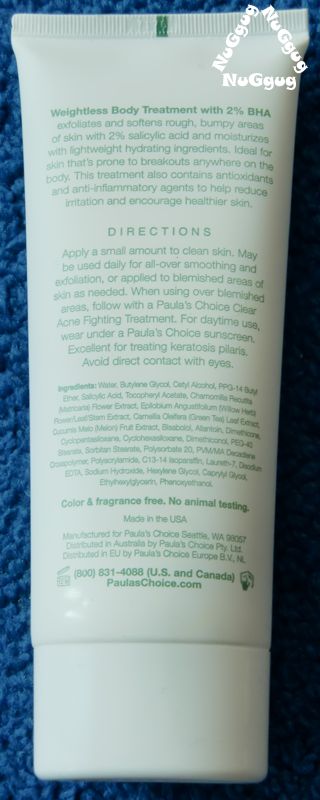 NuGgug NuGgug
NuGgug
Weightless Body Treatment with 2% BHA
exfoliates and softens rough, bumpy areas
of skin with 2% salicylic acid and moisturizes
with lightweight hydrating ingredients. Ideal for
skin that's prone to breakouts anywhere on the
body. This treatment also contains antioxidants
and anti-inflammatory agents to help reduce
irritation and encourage healthier skin.
DIRECTIONS
Apply a small amount to clean skin. May
be used daily for all-over smoothing and
exfoliation, or applied to blemished areas of
skin as needed. When using over blemished
areas, follow with a Paula's Choice Clear
Acne Fighting Treatment. For daytime use,
wear under a Paula's Choice sunscreen.
Excellent for treating keratosis pilaris.
Avoid direct contact with eyes.
Ingredients: Water, Butylene Glycol, Cetyl Alcohol, PPG-14 Butyl
Ether, Salicylic Acid, Tocopheryl Acetate, Chamomilla Recutita
(Matricaria) Flower Extract, Epilobium Angustifolium (Willow Herb)
Flower/Leaf/Stem Extract, Camellia Oleifera (Green Tea) Leaf Extract,
Cucumis Melo (Melon) Fruit Extract, Bisabolol, Allantoin, Dimethicone,
Cyclopentasiloxane, Cyclohexasiloxane, Dimethiconol, PEG-40
Stearate, Sorbitan Stearate, Polysorbate 20, PVM/MA Decadiene
Crosspolymer, Polyacrylamide, C13-14 Isoparaffin, Laureth-7, Disodium
EDTA, Sodium Hydroxide, Hexylene Glycol, Caprylyl Glycol,
Ethylhexylglycerin, Phenoxyethanol.
Color & fragrance free. No animal testing.
Made in the USA
Manufactured for Paula's Choice Seattle, WA 98057
Distributed in Australia by Paula's Choice Pty. Ltd.
Distributed in EU by Paula's Choice Europe B.V., NL
(800) 831-4088 (U.S. and Canada)
PaulasChoice.com